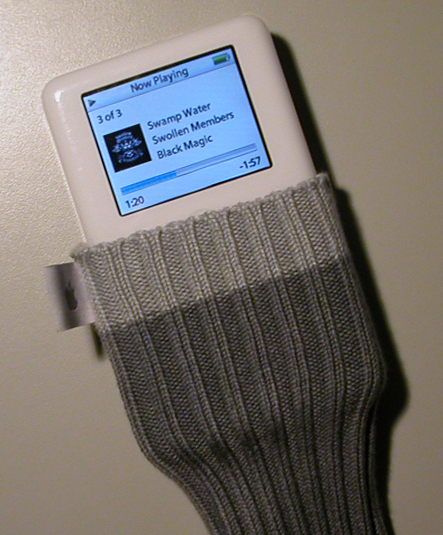 Now Playing
3 of 3
Swamp Water
Swollen Members
Black Magic
1:20
-1:57